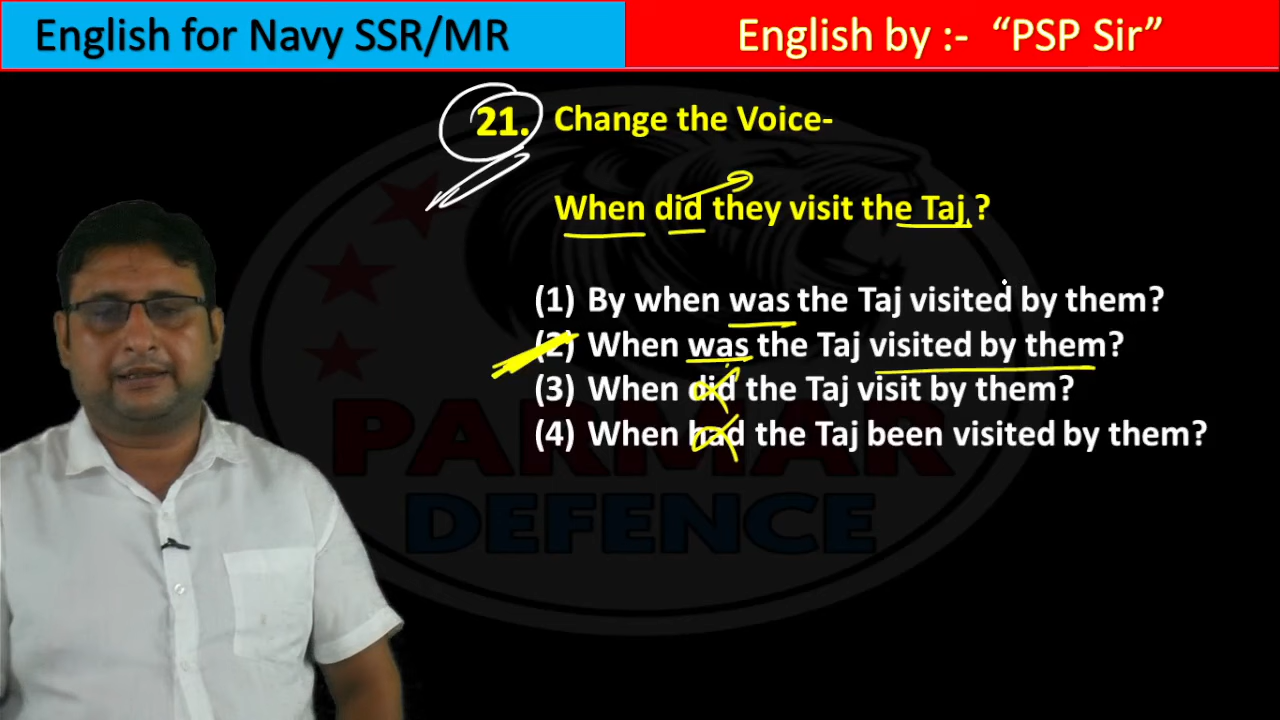 English for Navy SSR/MR
English by :- “PSP Sir”
21. Change the Voice-
When did they visit the Taj ?
(1) By when was the Taj visited by them?
(2) When was the Taj visited by them?
(3) When did the Taj visit by them?
(4) When had the Taj been visited by them?
PARMAR
DEFENCE